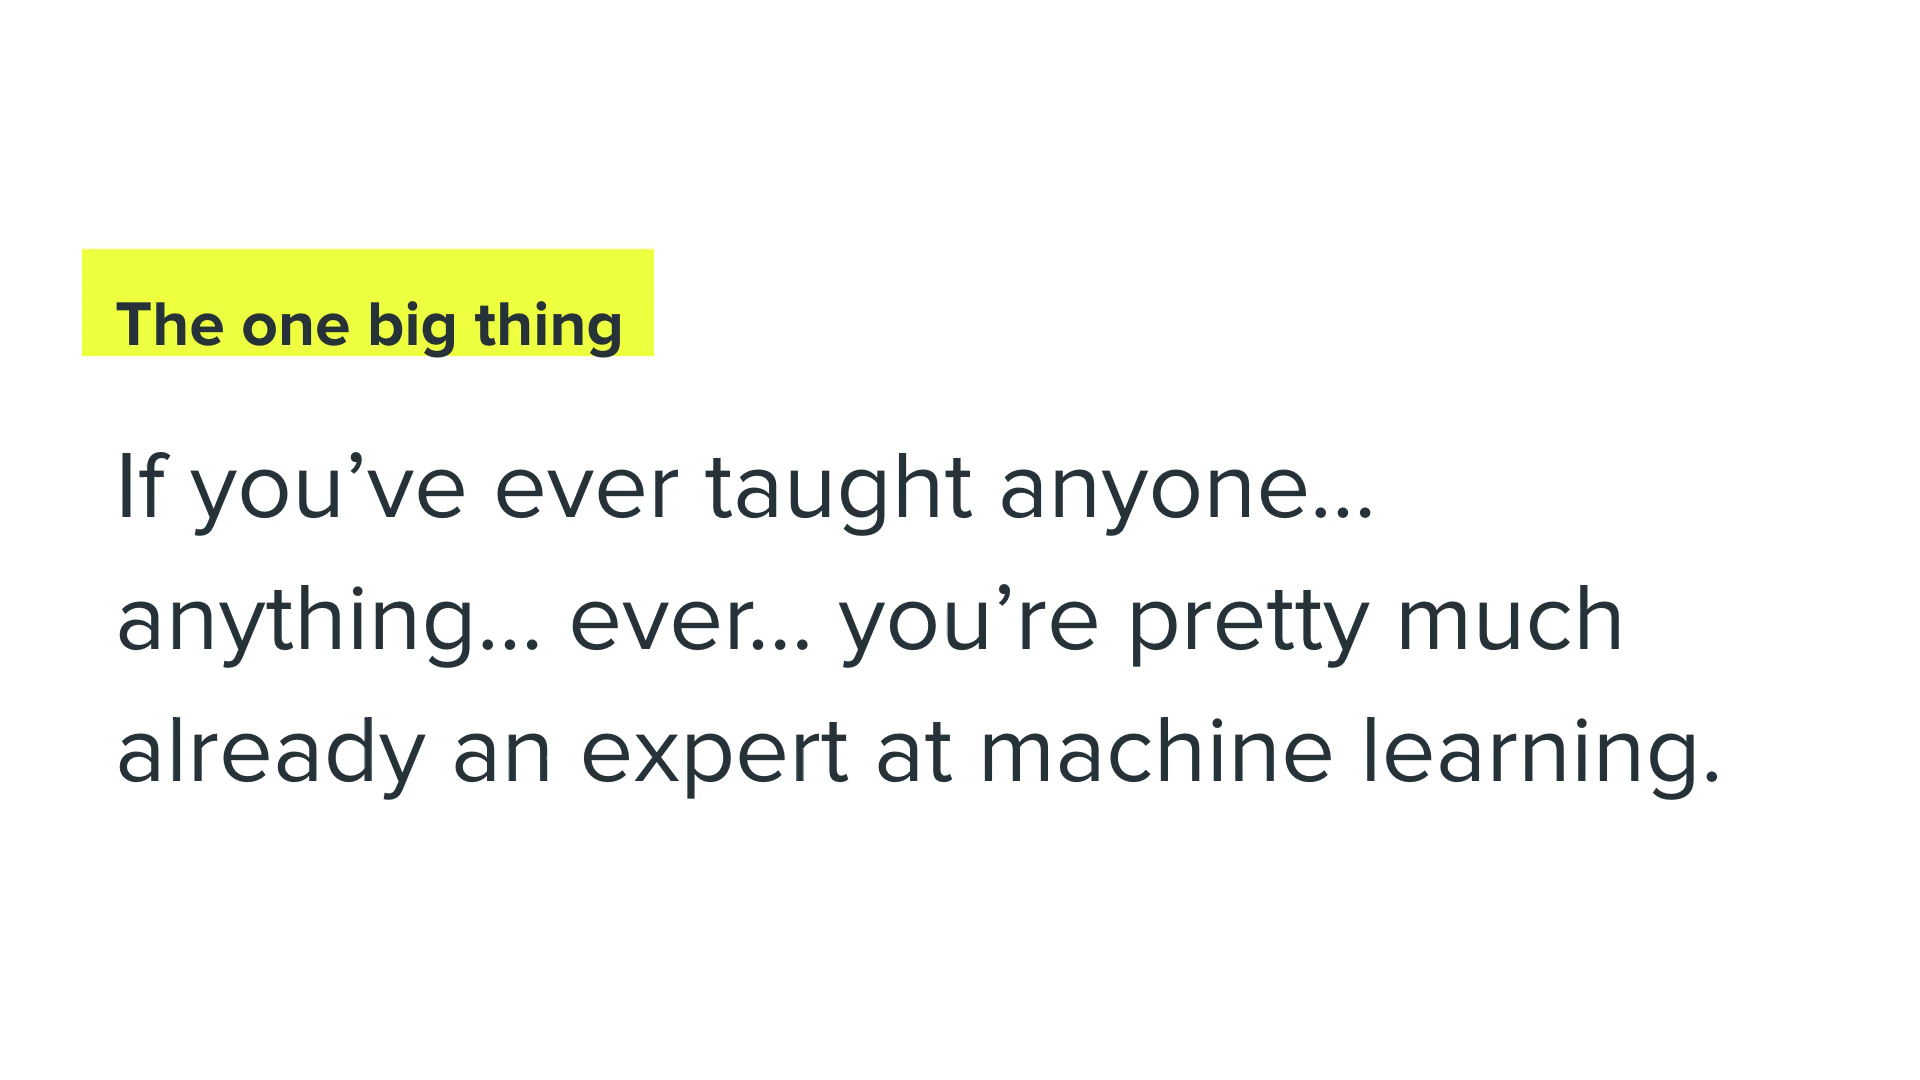 The one big thing
If you’ve ever taught anyone...
anything... ever... you’re pretty much
already an expert at machine learning.